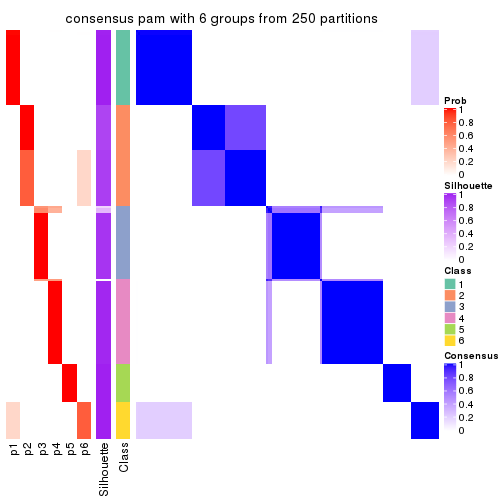 consensus pam with 6 groups from 250 partitions
Prob
1
0.8
0.6
0.4
0.2
0
Silhouette
1
0.8
0.6
0.4
0.2
0
Class
1
2
3
4
5
6
Consensus
1
0.8
0.6
0.4
0.2
0
p1
p2
p3
p4
p5
p6
Silhouette
Class